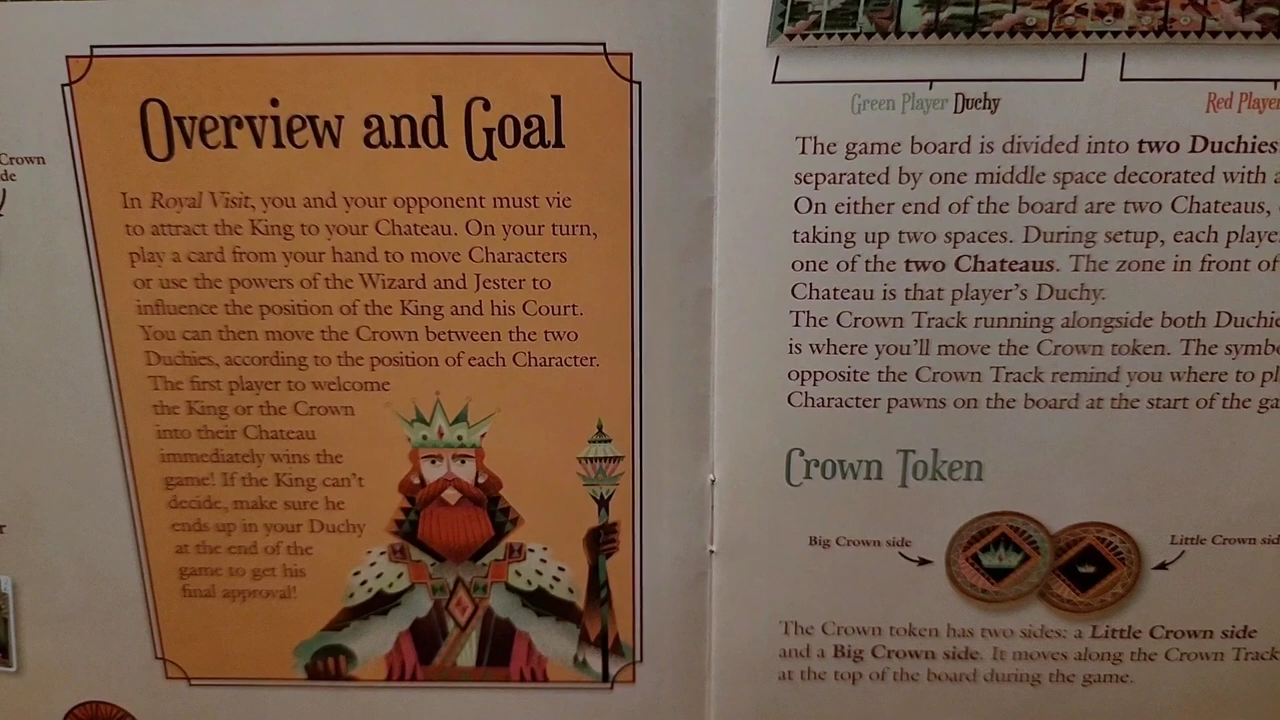 Crown
de
r
Overview and Goal
In Royal Visit, you and your opponent must vie
to attract the King to your Chateau. On your turn,
play a card from your hand to move Characters
or use the powers of the Wizard and Jester to
influence the position of the King and his Court.
You can then move the Crown between the two
Duchies, according to the position of each Character.
The first player to welcome
the King or the Crown
into their Chateau
immediately wins the
game! If the King can't
decide, make sure he
ends up in your Duchy
at the end of the
game to get his
final approval!
Green Player Duchy
Red Player
The game board is divided into two Duchies
separated by one middle space decorated with a
On either end of the board are two Chateaus,
taking up two spaces. During setup, each playe
one of the two Chateaus. The zone in front of
Chateau is that player's Duchy.
The Crown Track running alongside both Duchie
is where you'll move the Crown token. The symbo
opposite the Crown Track remind you where to pl
Character pawns on the board at the start of the ga
Crown Token
Big Crown side
Little Crown sid
The Crown token has two sides: a Little Crown side
and a Big Crown side. It moves along the Crown Track
at the top of the board during the game.